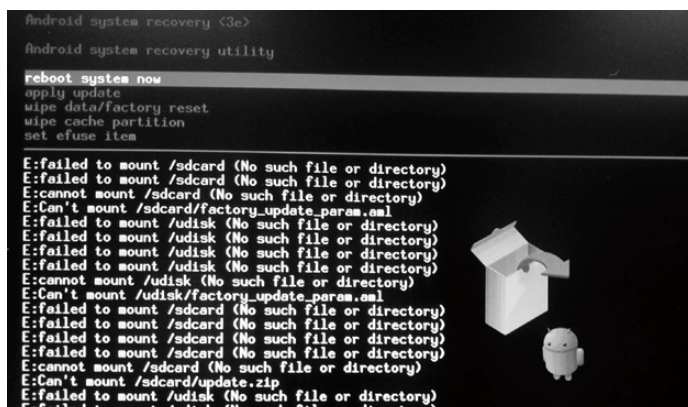 Android system recovery <3e>
Android system recovery utility
reboot system now
apply update
wipe data/factory reset
wipe cache partition
set efuse item
E:failed to mount /sdcard (No such file or directory)
E:failed to mount /sdcard (No such file or directory)
E:cannot mount /sdcard (No such file or directory)
E:Can't mount /sdcard/factory_update_param.aml
E:failed to mount /udisk (No such file or directory)
E:failed to mount /udisk (No such file or directory)
E:failed to mount /udisk (No such file or directory)
E:failed to mount /udisk (No such file or directory)
E:cannot mount /udisk (No such file or directory)
E:Can't mount /udisk/factory_update_param.aml
E:failed to mount /sdcard (No such file or directory)
E:failed to mount /sdcard (No such file or directory)
E:failed to mount /sdcard (No such file or directory)
E:failed to mount /sdcard (No such file or directory)
E:cannot mount /sdcard (No such file or directory)
E:Can't mount /sdcard/update.zip
E:failed to mount /udisk (No such file or directory)